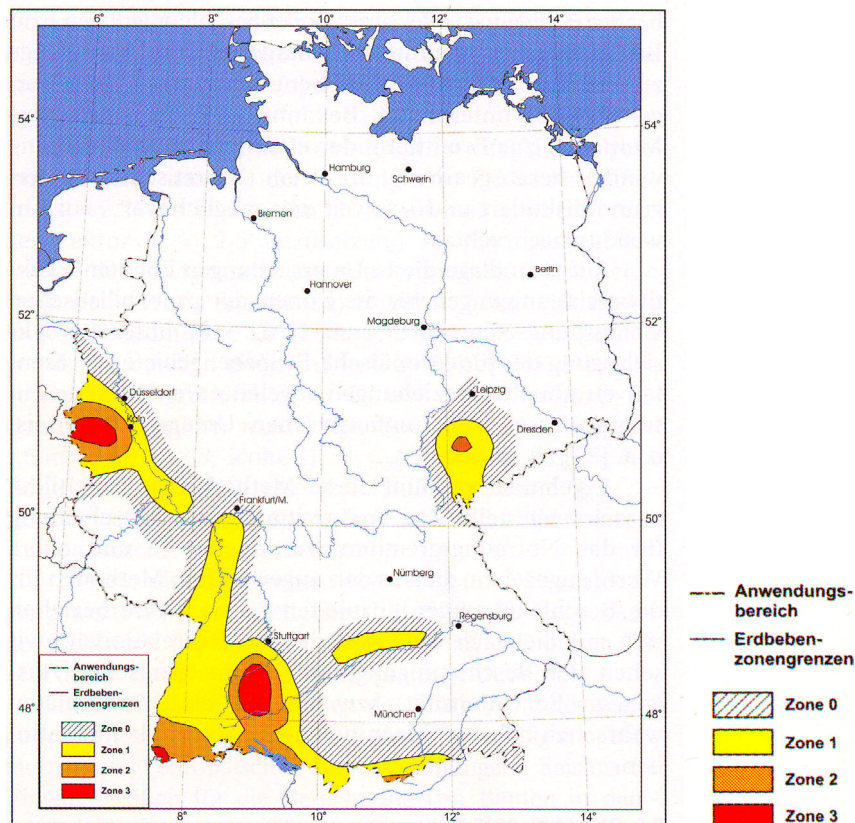 6°
8°
10°
12°
14°
54°
54°
Hamburg
Schwerin
Bremen
Berlin
Hannover
Magdeburg
52°
52°
Düsseldorf
Leipzig
Köln
Dresden
Frankfurt/M.
50°
50°
Nürnberg
Regensburg
Stuttgart
München
48°
48°
Anwendungs-
bereich
Erdbeben-
zonengrenzen
Zone 0
Zone 1
Zone 2
Zone 3
8°
10°
12°
14°
Anwendungs-
bereich
Erdbeben-
zonengrenzen
Zone 0
Zone 1
Zone 2
Zone 3